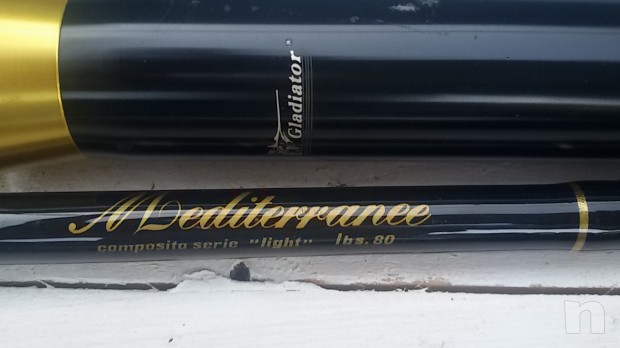 Gladiator
Mediterranee
composito serie "light" lbs. 80
n